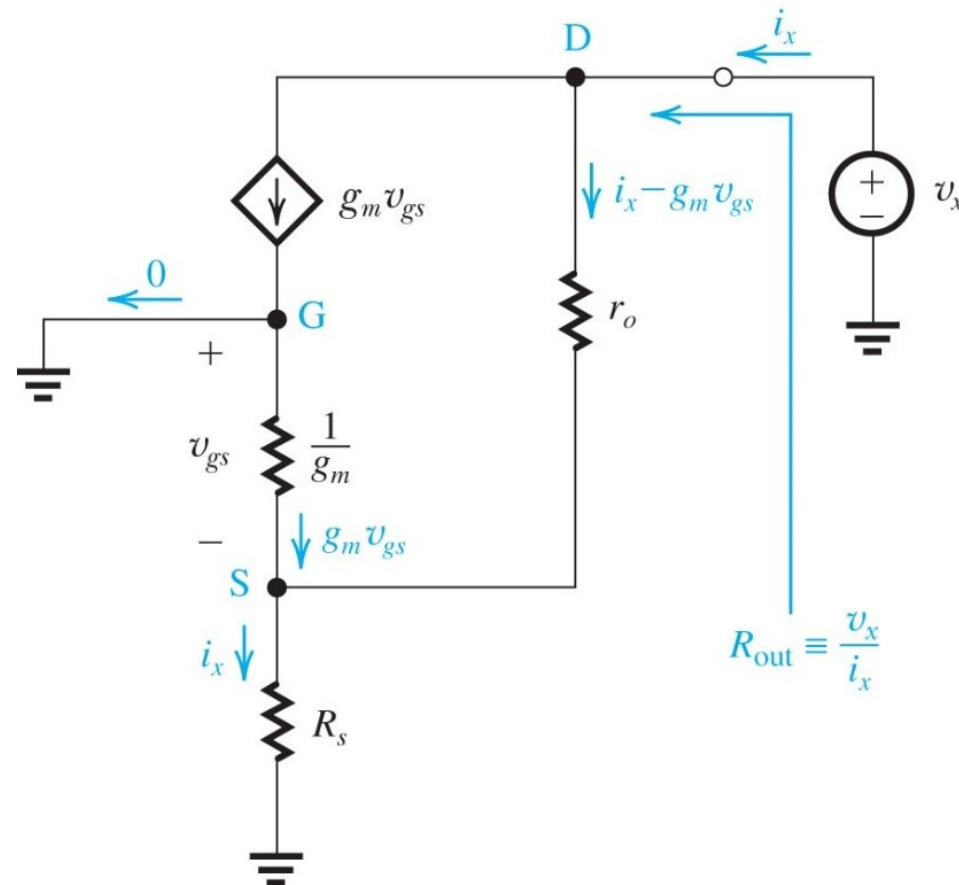 i_x
D
g_m v_gs
i_x − g_m v_gs
+
−
v_x
0
G
r_o
+
v_gs
1/g_m
−
g_m v_gs
S
R_out ≡ v_x/i_x
i_x
R_s